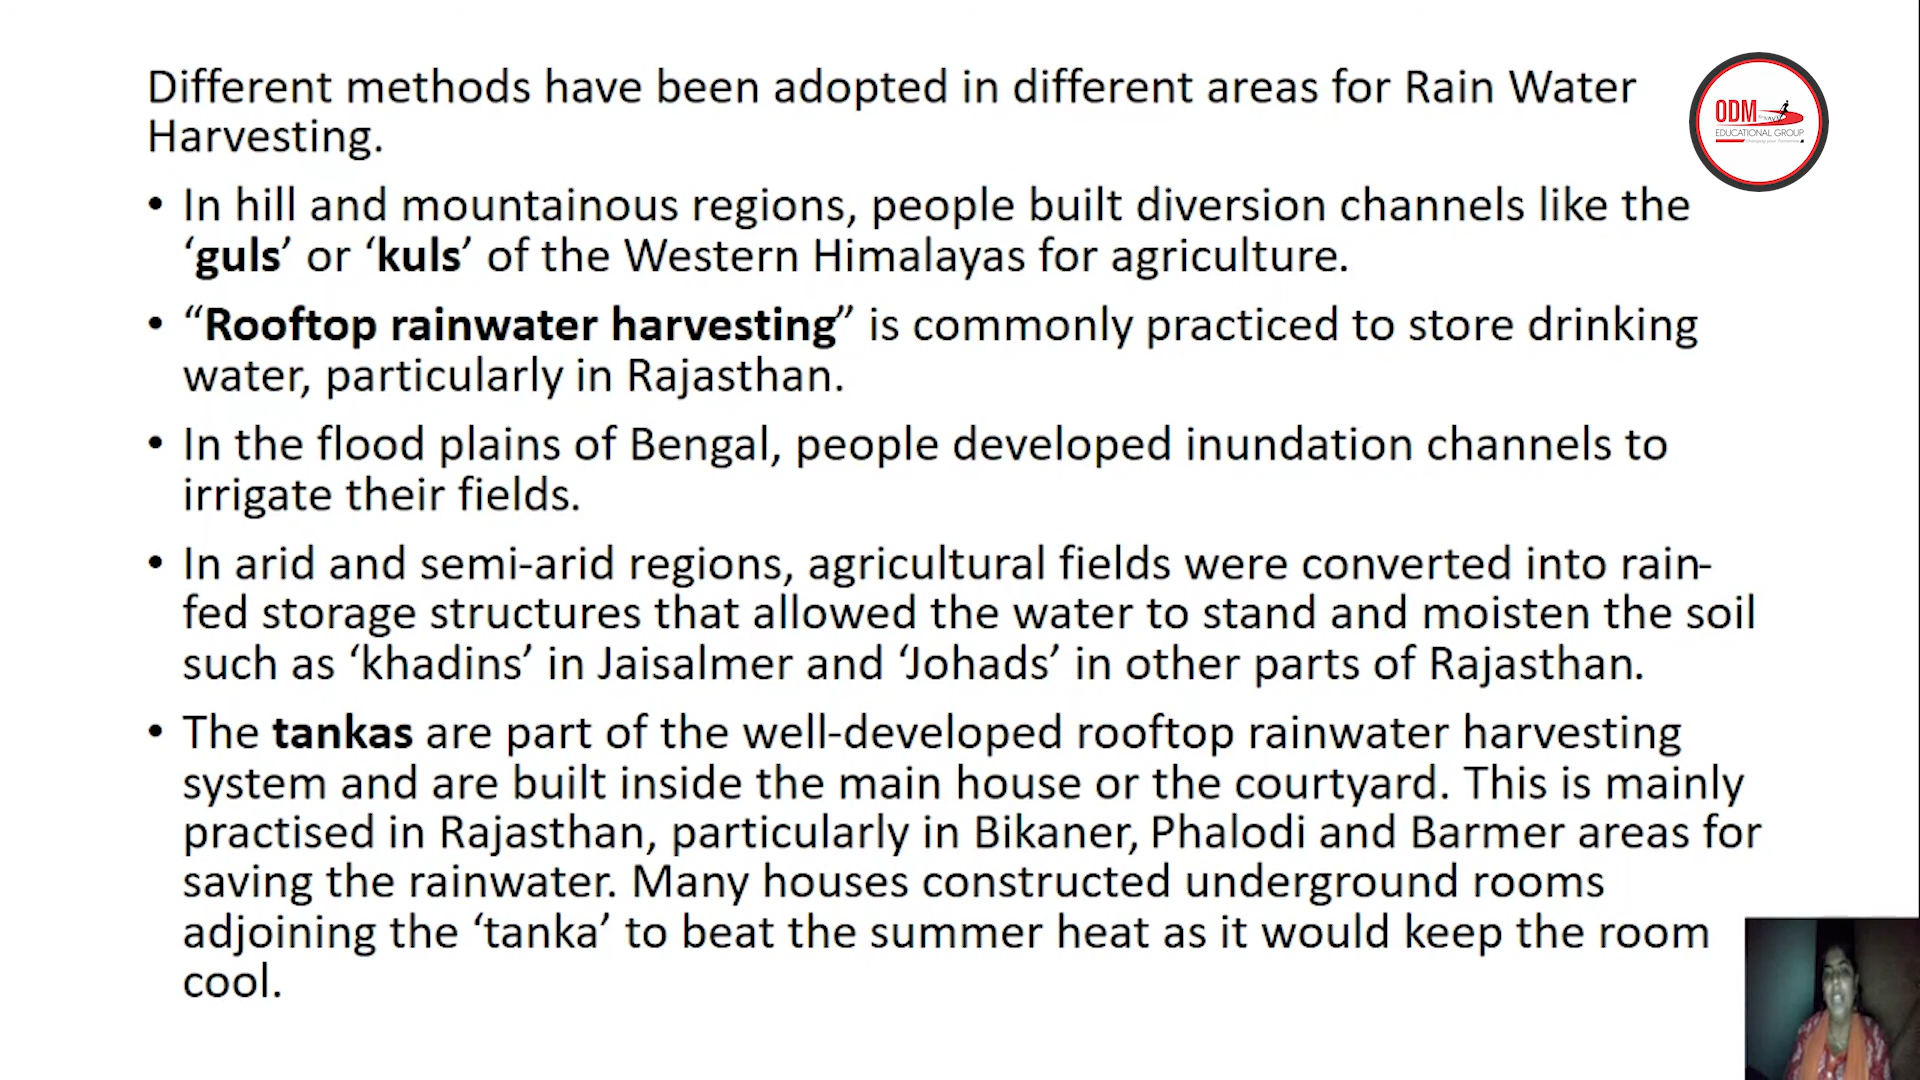 Different methods have been adopted in different areas for Rain Water
Harvesting.
• In hill and mountainous regions, people built diversion channels like the
‘guls’ or ‘kuls’ of the Western Himalayas for agriculture.
• “Rooftop rainwater harvesting” is commonly practiced to store drinking
water, particularly in Rajasthan.
• In the flood plains of Bengal, people developed inundation channels to
irrigate their fields.
• In arid and semi-arid regions, agricultural fields were converted into rain-
fed storage structures that allowed the water to stand and moisten the soil
such as ‘khadins’ in Jaisalmer and ‘Johads’ in other parts of Rajasthan.
• The tankas are part of the well-developed rooftop rainwater harvesting
system and are built inside the main house or the courtyard. This is mainly
practised in Rajasthan, particularly in Bikaner, Phalodi and Barmer areas for
saving the rainwater. Many houses constructed underground rooms
adjoining the ‘tanka’ to beat the summer heat as it would keep the room
cool.
ODM
EDUCATIONAL GROUP